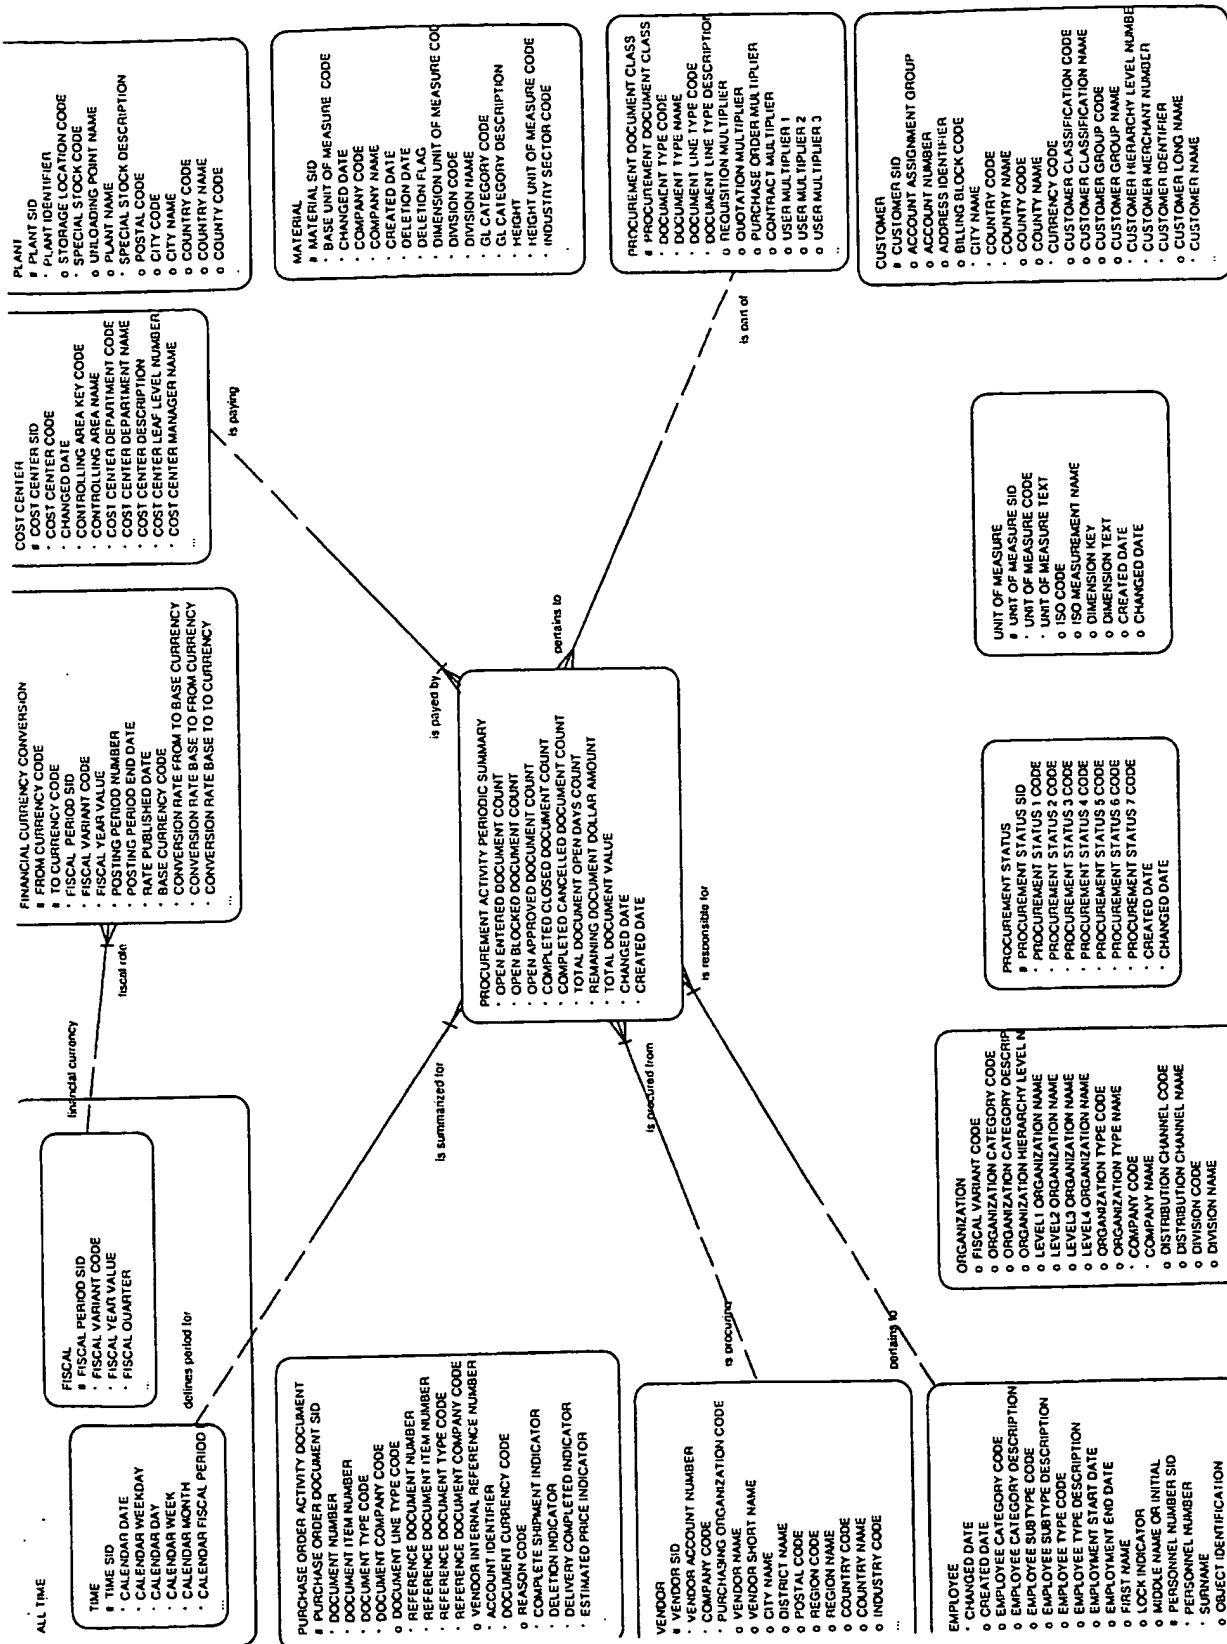 ALL TIME
TIME
# TIME SID
· CALENDAR DATE
· CALENDAR WEEKDAY
· CALENDAR DAY
· CALENDAR WEEK
· CALENDAR MONTH
· CALENDAR FISCAL PERIOD
FISCAL
# FISCAL PERIOD SID
· FISCAL VARIANT CODE
· FISCAL YEAR VALUE
· FISCAL QUARTER
...
financial currency
fiscal role
FINANCIAL CURRENCY CONVERSION
# FROM CURRENCY CODE
# TO CURRENCY CODE
· FISCAL PERIOD SID
· FISCAL VARIANT CODE
· FISCAL YEAR VALUE
· POSTING PERIOD NUMBER
· POSTING PERIOD END DATE
· RATE PUBLISHED DATE
· BASE CURRENCY CODE
· CONVERSION RATE FROM TO BASE CURRENCY
· CONVERSION RATE BASE TO FROM CURRENCY
· CONVERSION RATE BASE TO TO CURRENCY
...
COST CENTER
# COST CENTER SID
· COST CENTER CODE
· CHANGED DATE
· CONTROLLING AREA KEY CODE
· CONTROLLING AREA NAME
· COST CENTER DEPARTMENT CODE
· COST CENTER DEPARTMENT NAME
· COST CENTER DESCRIPTION
· COST CENTER LEAF LEVEL NUMBER
· COST CENTER MANAGER NAME
...
PLANT
# PLANT SID
· PLANT IDENTIFIER
o STORAGE LOCATION CODE
· SPECIAL STOCK CODE
o UNLOADING POINT NAME
o PLANT NAME
· SPECIAL STOCK DESCRIPTION
o POSTAL CODE
o CITY CODE
o CITY NAME
o COUNTRY CODE
o COUNTRY NAME
o COUNTY CODE
defines period for
is summarized for
is payed by
is paying
PURCHASE ORDER ACTIVITY DOCUMENT
# PURCHASE ORDER DOCUMENT SID
· DOCUMENT NUMBER
· DOCUMENT ITEM NUMBER
· DOCUMENT TYPE CODE
· DOCUMENT COMPANY CODE
o DOCUMENT LINE TYPE CODE
· REFERENCE DOCUMENT NUMBER
· REFERENCE DOCUMENT ITEM NUMBER
· REFERENCE DOCUMENT TYPE CODE
· REFERENCE DOCUMENT COMPANY CODE
o VENDOR INTERNAL REFERENCE NUMBER
· ACCOUNT IDENTIFIER
· DOCUMENT CURRENCY CODE
o REASON CODE
· COMPLETE SHIPMENT INDICATOR
· DELETION INDICATOR
· DELIVERY COMPLETED INDICATOR
· ESTIMATED PRICE INDICATOR
PROCUREMENT ACTIVITY PERIODIC SUMMARY
· OPEN ENTERED DOCUMENT COUNT
· OPEN BLOCKED DOCUMENT COUNT
· OPEN APPROVED DOCUMENT COUNT
· COMPLETED CLOSED DOCUMENT COUNT
· COMPLETED CANCELLED DOCUMENT COUNT
· TOTAL DOCUMENT OPEN DAYS COUNT
· REMAINING DOCUMENT DOLLAR AMOUNT
· TOTAL DOCUMENT VALUE
· CHANGED DATE
· CREATED DATE
MATERIAL
# MATERIAL SID
· BASE UNIT OF MEASURE CODE
· CHANGED DATE
· COMPANY CODE
· COMPANY NAME
· CREATED DATE
· DELETION DATE
· DELETION FLAG
· DIMENSION UNIT OF MEASURE COD
· DIVISION CODE
· DIVISION NAME
· GL CATEGORY CODE
· GL CATEGORY DESCRIPTION
· HEIGHT
· HEIGHT UNIT OF MEASURE CODE
· INDUSTRY SECTOR CODE
pertains to
is part of
PROCUREMENT DOCUMENT CLASS
# PROCUREMENT DOCUMENT CLASS
· DOCUMENT TYPE CODE
· DOCUMENT TYPE NAME
· DOCUMENT LINE TYPE CODE
· DOCUMENT LINE TYPE DESCRIPTION
o REQUISITION MULTIPLIER
o QUOTATION MULTIPLIER
o PURCHASE ORDER MULTIPLIER
o CONTRACT MULTIPLIER
o USER MULTIPLIER 1
o USER MULTIPLIER 2
o USER MULTIPLIER 3
...
VENDOR
# VENDOR SID
· VENDOR ACCOUNT NUMBER
· COMPANY CODE
· PURCHASING ORGANIZATION CODE
o VENDOR NAME
o VENDOR SHORT NAME
o CITY NAME
o DISTRICT NAME
o POSTAL CODE
o REGION CODE
o REGION NAME
o COUNTRY CODE
o COUNTRY NAME
o INDUSTRY CODE
...
is procuring
is procured from
is responsible for
pertains to
EMPLOYEE
· CHANGED DATE
· CREATED DATE
o EMPLOYEE CATEGORY CODE
o EMPLOYEE CATEGORY DESCRIPTION
o EMPLOYEE SUBTYPE CODE
o EMPLOYEE SUBTYPE DESCRIPTION
o EMPLOYEE TYPE CODE
o EMPLOYEE TYPE DESCRIPTION
o EMPLOYMENT START DATE
o EMPLOYMENT END DATE
o FIRST NAME
o LOCK INDICATOR
o MIDDLE NAME OR INITIAL
# PERSONNEL NUMBER SID
· PERSONNEL NUMBER
· SURNAME
o OBJECT IDENTIFICATION
ORGANIZATION
o FISCAL VARIANT CODE
o ORGANIZATION CATEGORY CODE
o ORGANIZATION CATEGORY DESCRIP
o ORGANIZATION HIERARCHY LEVEL N
o LEVEL1 ORGANIZATION NAME
o LEVEL2 ORGANIZATION NAME
o LEVEL3 ORGANIZATION NAME
o LEVEL4 ORGANIZATION NAME
o ORGANIZATION TYPE CODE
o ORGANIZATION TYPE NAME
· COMPANY CODE
· COMPANY NAME
o DISTRIBUTION CHANNEL CODE
o DISTRIBUTION CHANNEL NAME
o DIVISION CODE
o DIVISION NAME
PROCUREMENT STATUS
# PROCUREMENT STATUS SID
· PROCUREMENT STATUS 1 CODE
· PROCUREMENT STATUS 2 CODE
· PROCUREMENT STATUS 3 CODE
· PROCUREMENT STATUS 4 CODE
· PROCUREMENT STATUS 5 CODE
· PROCUREMENT STATUS 6 CODE
· PROCUREMENT STATUS 7 CODE
· CREATED DATE
· CHANGED DATE
UNIT OF MEASURE
# UNIT OF MEASURE SID
· UNIT OF MEASURE CODE
· UNIT OF MEASURE TEXT
o ISO CODE
o ISO MEASUREMENT NAME
o DIMENSION KEY
o DIMENSION TEXT
o CREATED DATE
o CHANGED DATE
CUSTOMER
# CUSTOMER SID
o ACCOUNT ASSIGNMENT GROUP
o ACCOUNT NUMBER
o ADDRESS IDENTIFIER
o BILLING BLOCK CODE
· CITY NAME
· COUNTRY CODE
· COUNTRY NAME
o COUNTY CODE
o COUNTY NAME
· CURRENCY CODE
o CUSTOMER CLASSIFICATION CODE
o CUSTOMER CLASSIFICATION NAME
o CUSTOMER GROUP CODE
o CUSTOMER GROUP NAME
· CUSTOMER HIERARCHY LEVEL NUMBE
· CUSTOMER MERCHANT NUMBER
· CUSTOMER IDENTIFIER
o CUSTOMER LONG NAME
· CUSTOMER NAME
...